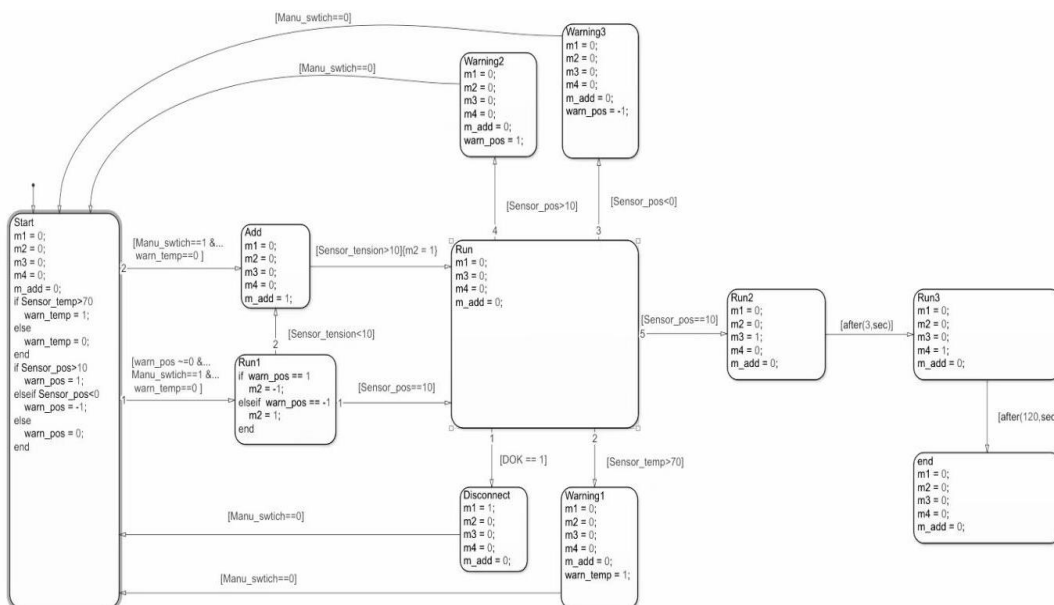 [Manu_swtich==0]
[Manu_swtich==0]
Warning3
m1 = 0;
m2 = 0;
m3 = 0;
m4 = 0;
m_add = 0;
warn_pos = -1;
Warning2
m1 = 0;
m2 = 0;
m3 = 0;
m4 = 0;
m_add = 0;
warn_pos = 1;
[Sensor_pos>10]
4
[Sensor_pos<0]
3
Start
m1 = 0;
m2 = 0;
m3 = 0;
m4 = 0;
m_add = 0;
if Sensor_temp>70
warn_temp = 1;
else
warn_temp = 0;
end
if Sensor_pos>10
warn_pos = 1;
elseif Sensor_pos<0
warn_pos = -1;
else
warn_pos = 0;
end
[Manu_swtich==1 &...
warn_temp==0 ]
2
Add
m1 = 0;
m2 = 0;
m3 = 0;
m4 = 0;
m_add = 1;
[Sensor_tension>10]{m2 = 1}
[Sensor_tension<10]
2
[warn_pos ~=0 &...
Manu_swtich==1 &...
warn_temp==0 ]
1
Run1
if warn_pos == 1
m2 = -1;
elseif warn_pos == -1
m2 = 1;
end
1
[Sensor_pos==10]
Run
m1 = 0;
m3 = 0;
m4 = 0;
m_add = 0;
5
[Sensor_pos==10]
Run2
m1 = 0;
m2 = 0;
m3 = 1;
m4 = 0;
m_add = 0;
[after(3,sec)]
Run3
m1 = 0;
m2 = 0;
m3 = 0;
m4 = 1;
m_add = 0;
[after(120,sec
end
m1 = 0;
m2 = 0;
m3 = 0;
m4 = 0;
m_add = 0;
1
[DOK == 1]
2
[Sensor_temp>70]
Disconnect
m1 = 1;
m2 = 0;
m3 = 0;
m4 = 0;
m_add = 0;
Warning1
m1 = 0;
m2 = 0;
m3 = 0;
m4 = 0;
m_add = 0;
warn_temp = 1;
[Manu_swtich==0]
[Manu_swtich==0]